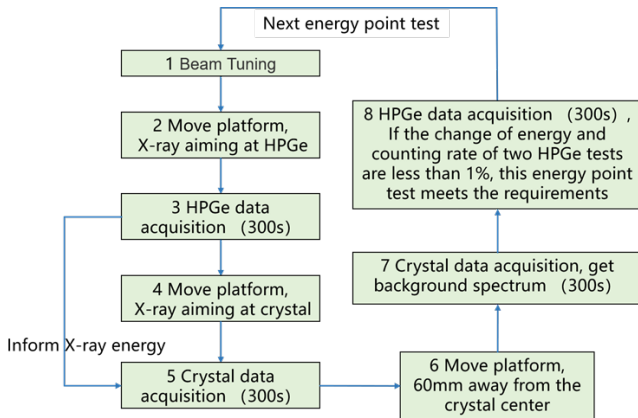 Next energy point test
1 Beam Tuning
2 Move platform,
X-ray aiming at HPGe
3 HPGe data
acquisition （300s）
4 Move platform,
X-ray aiming at crystal
Inform X-ray energy
5 Crystal data
acquisition （300s）
6 Move platform,
60mm away from the
crystal center
7 Crystal data acquisition, get
background spectrum （300s）
8 HPGe data acquisition （300s）,
If the change of energy and
counting rate of two HPGe tests
are less than 1%, this energy point
test meets the requirements